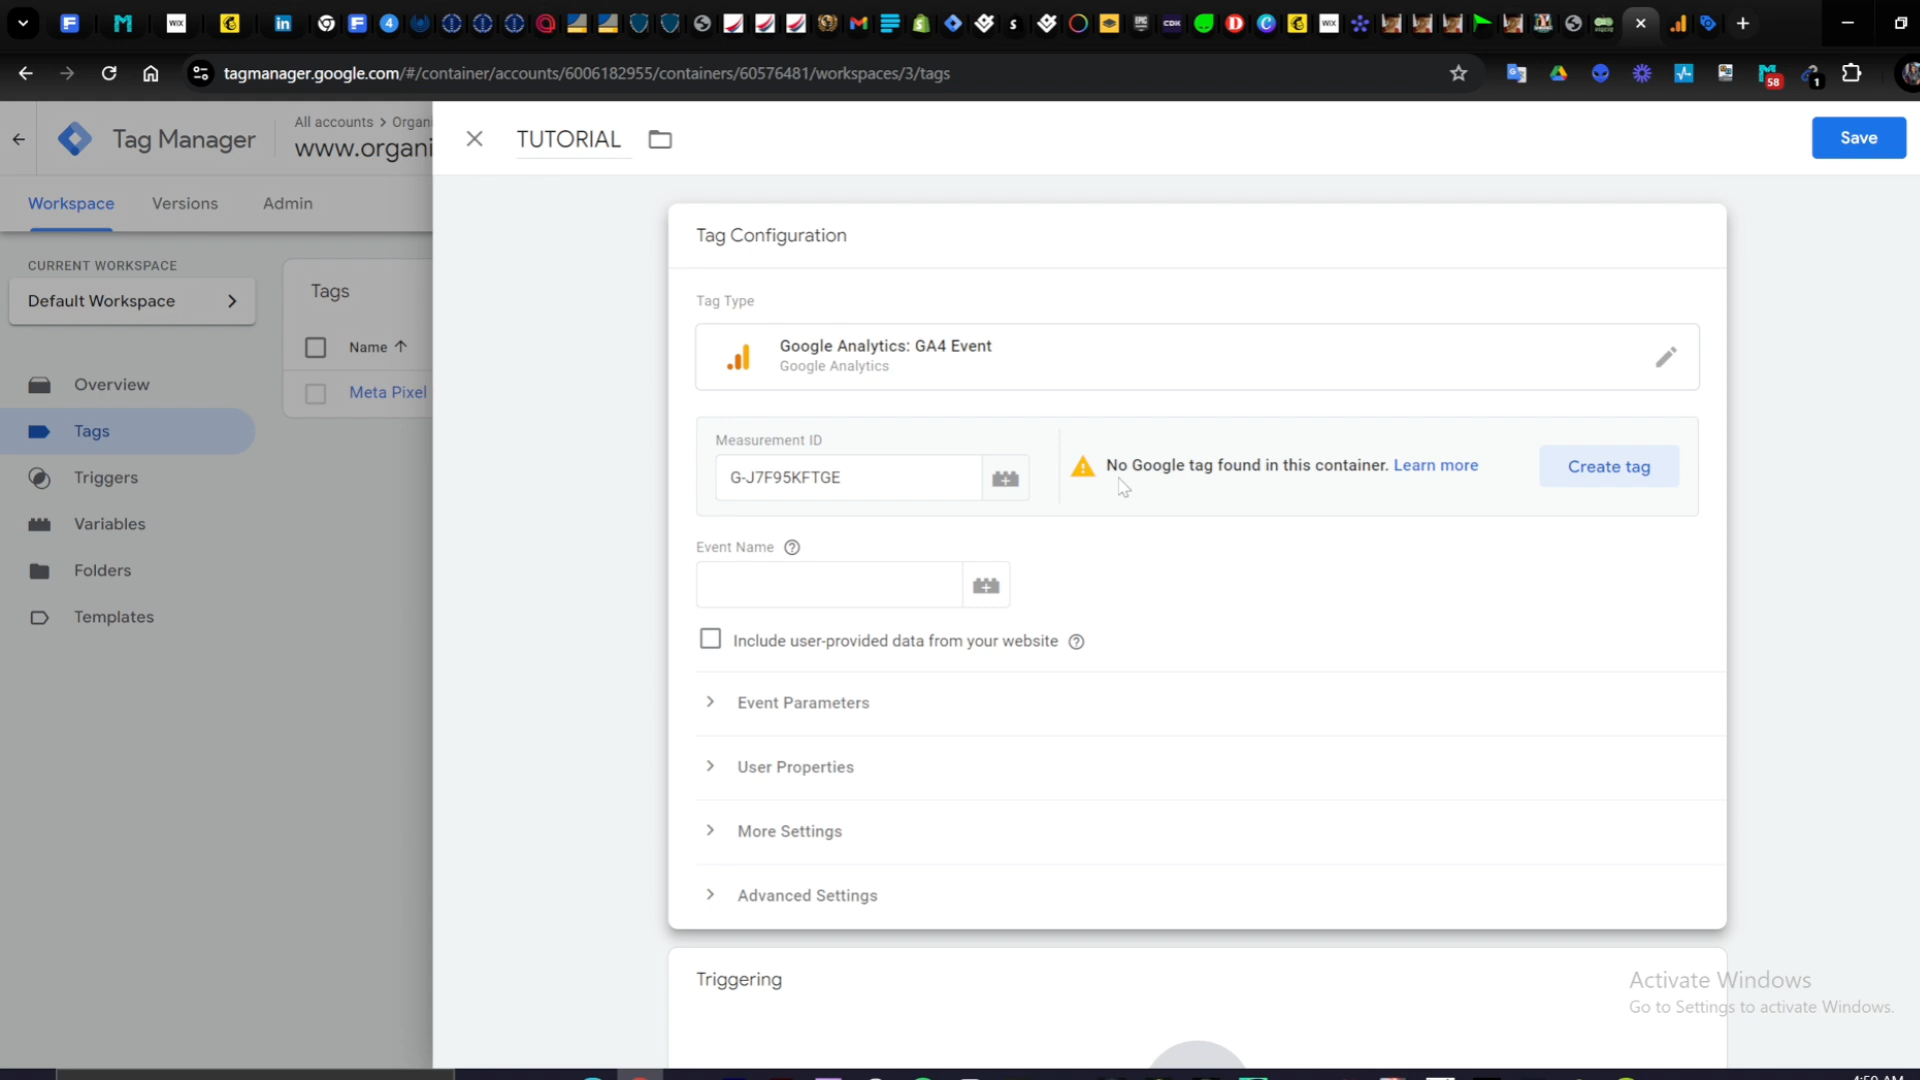 tagmanager.google.com/#/container/accounts/6006182955/containers/60576481/workspaces/3/tags
58
1
Tag Manager
All accounts > Organi
www.organi
TUTORIAL
Save
Workspace
Versions
Admin
CURRENT WORKSPACE
Default Workspace
Tags
Name
Meta Pixel
Overview
Tags
Triggers
Variables
Folders
Templates
Tag Configuration
Tag Type
Google Analytics: GA4 Event
Google Analytics
Measurement ID
G-J7F95KFTGE
No Google tag found in this container. Learn more
Create tag
Event Name
Include user-provided data from your website
Event Parameters
User Properties
More Settings
Advanced Settings
Triggering
Activate Windows
Go to Settings to activate Windows.